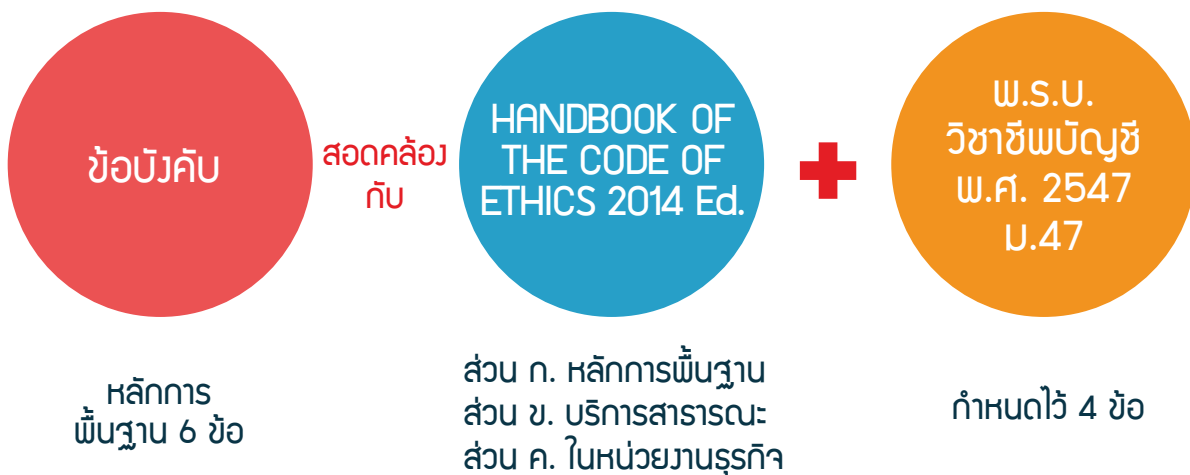 ข้อบังคับ
สอดคล้อง
กับ
HANDBOOK OF
THE CODE OF
ETHICS 2014 Ed.
พ.ร.บ.
วิชาชีพบัญชี
พ.ศ. 2547
ม.47
หลักการ
พื้นฐาน 6 ข้อ
ส่วน ก. หลักการพื้นฐาน
ส่วน ข. บริการสาธารณะ
ส่วน ค. ในหน่วยงานธุรกิจ
กำหนดไว้ 4 ข้อ